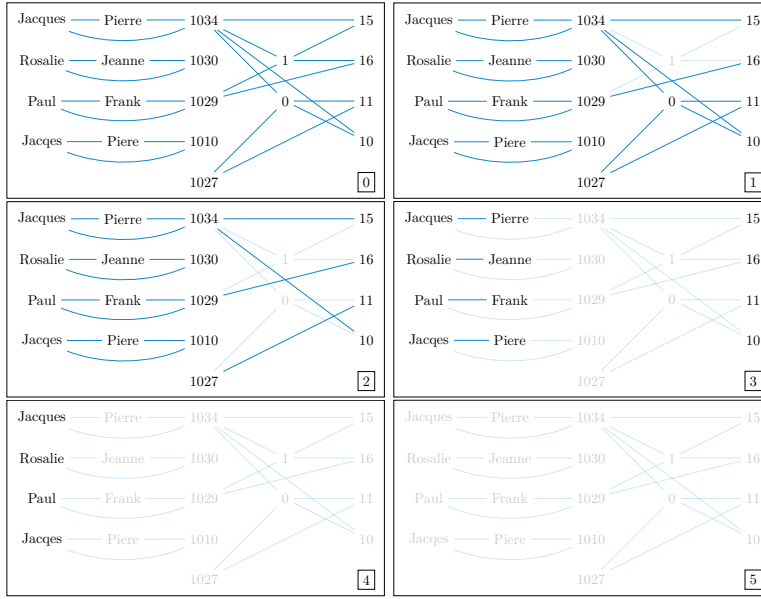 Jacques Pierre 1034 15
Rosalie Jeanne 1030 1 16
Paul Frank 1029 0 11
Jacqes Piere 1010 10
1027 0
Jacques Pierre 1034 15
Rosalie Jeanne 1030 1 16
Paul Frank 1029 0 11
Jacqes Piere 1010 10
1027 1
Jacques Pierre 1034 15
Rosalie Jeanne 1030 1 16
Paul Frank 1029 0 11
Jacqes Piere 1010 10
1027 2
Jacques Pierre 1034 15
Rosalie Jeanne 1030 1 16
Paul Frank 1029 0 11
Jacqes Piere 1010 10
1027 3
Jacques Pierre 1034 15
Rosalie Jeanne 1030 1 16
Paul Frank 1029 0 11
Jacqes Piere 1010 10
1027 4
Jacques Pierre 1034 15
Rosalie Jeanne 1030 1 16
Paul Frank 1029 0 11
Jacqes Piere 1010 10
1027 5